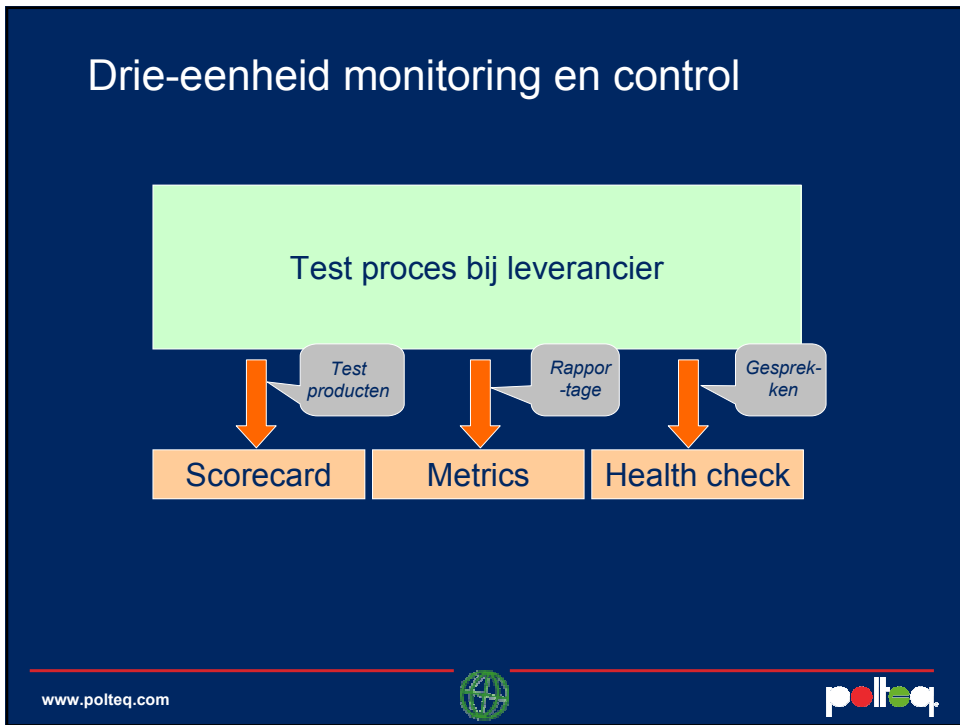 Drie-eenheid monitoring en control
Test proces bij leverancier
Test
producten
Rappor
-tage
Gesprek-
ken
Scorecard
Metrics
Health check
www.polteq.com
polteq.